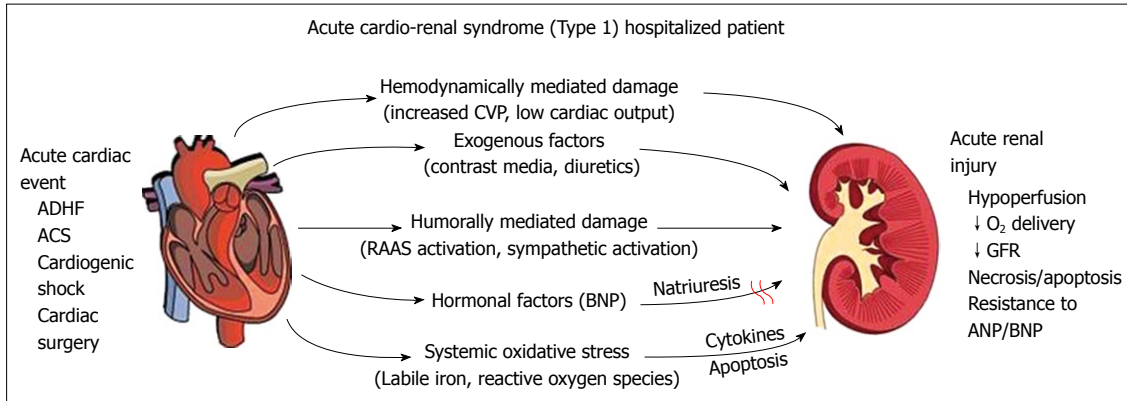 Acute cardio-renal syndrome (Type 1) hospitalized patient
Acute cardiac
event
ADHF
ACS
Cardiogenic
shock
Cardiac
surgery
Hemodynamically mediated damage
(increased CVP, low cardiac output)
Exogenous factors
(contrast media, diuretics)
Humorally mediated damage
(RAAS activation, sympathetic activation)
Hormonal factors (BNP)
Natriuresis
Systemic oxidative stress
(Labile iron, reactive oxygen species)
Cytokines
Apoptosis
Acute renal
injury
Hypoperfusion
↓ O₂ delivery
↓ GFR
Necrosis/apoptosis
Resistance to
ANP/BNP